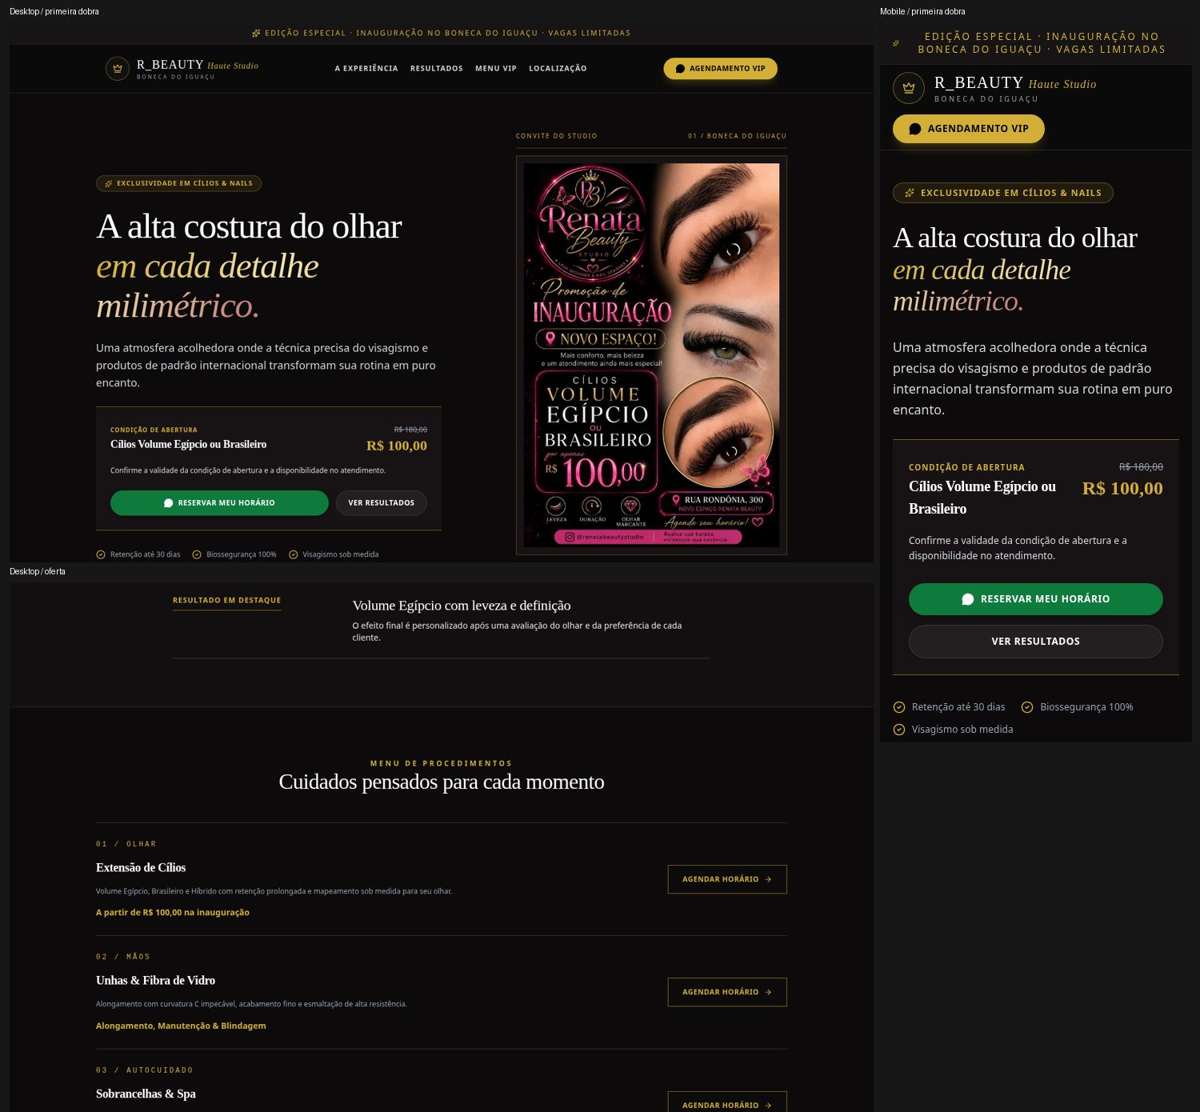 Desktop / primeira dobra
EDIÇÃO ESPECIAL · INAUGURAÇÃO NO BONECA DO IGUAÇU · VAGAS LIMITADAS
R_BEAUTY Haute Studio
BONECA DO IGUAÇU
A EXPERIÊNCIA RESULTADOS MENU VIP LOCALIZAÇÃO
AGENDAMENTO VIP
EXCLUSIVIDADE EM CÍLIOS & NAILS
A alta costura do olhar
em cada detalhe
milimétrico.
Uma atmosfera acolhedora onde a técnica precisa do visagismo e
produtos de padrão internacional transformam sua rotina em puro
encanto.
CONDIÇÃO DE ABERTURA
R$ 180,00
Cílios Volume Egípcio ou Brasileiro
R$ 100,00
Confirme a validade da condição de abertura e a disponibilidade no atendimento.
RESERVAR MEU HORÁRIO
VER RESULTADOS
Retenção até 30 dias
Biossegurança 100%
Visagismo sob medida
CONVITE DO STUDIO
01 / BONECA DO IGUAÇU
Renata
Beauty
STUDIO
Promoção de
INAUGURAÇÃO
NOVO ESPAÇO!
Mais conforto, mais beleza
e um atendimento ainda mais especial!
CÍLIOS
VOLUME
EGÍPCIO
OU
BRASILEIRO
por apenas
R$ 100,00
LEVEZA
DURAÇÃO
OLHAR
MARCANTE
RUA RONDÔNIA, 300
NOVO ESPAÇO RENATA BEAUTY
Agende seu horário!
@renatabeautystudio
Desktop / oferta
RESULTADO EM DESTAQUE
Volume Egípcio com leveza e definição
O efeito final é personalizado após uma avaliação do olhar e da preferência de cada
cliente.
MENU DE PROCEDIMENTOS
Cuidados pensados para cada momento
01 / OLHAR
Extensão de Cílios
Volume Egípcio, Brasileiro e Híbrido com retenção prolongada e mapeamento sob medida para seu olhar.
A partir de R$ 100,00 na inauguração
AGENDAR HORÁRIO
02 / MÃOS
Unhas & Fibra de Vidro
Alongamento com curvatura C impecável, acabamento fino e esmaltação de alta resistência.
Alongamento, Manutenção & Blindagem
AGENDAR HORÁRIO
03 / AUTOCUIDADO
Sobrancelhas & Spa
AGENDAR HORÁRIO
Mobile / primeira dobra
EDIÇÃO ESPECIAL · INAUGURAÇÃO NO
BONECA DO IGUAÇU · VAGAS LIMITADAS
R_BEAUTY Haute Studio
BONECA DO IGUAÇU
AGENDAMENTO VIP
EXCLUSIVIDADE EM CÍLIOS & NAILS
A alta costura do olhar
em cada detalhe
milimétrico.
Uma atmosfera acolhedora onde a técnica
precisa do visagismo e produtos de padrão
internacional transformam sua rotina em puro
encanto.
CONDIÇÃO DE ABERTURA
R$ 180,00
Cílios Volume Egípcio ou
Brasileiro
R$ 100,00
Confirme a validade da condição de abertura e a
disponibilidade no atendimento.
RESERVAR MEU HORÁRIO
VER RESULTADOS
Retenção até 30 dias
Biossegurança 100%
Visagismo sob medida